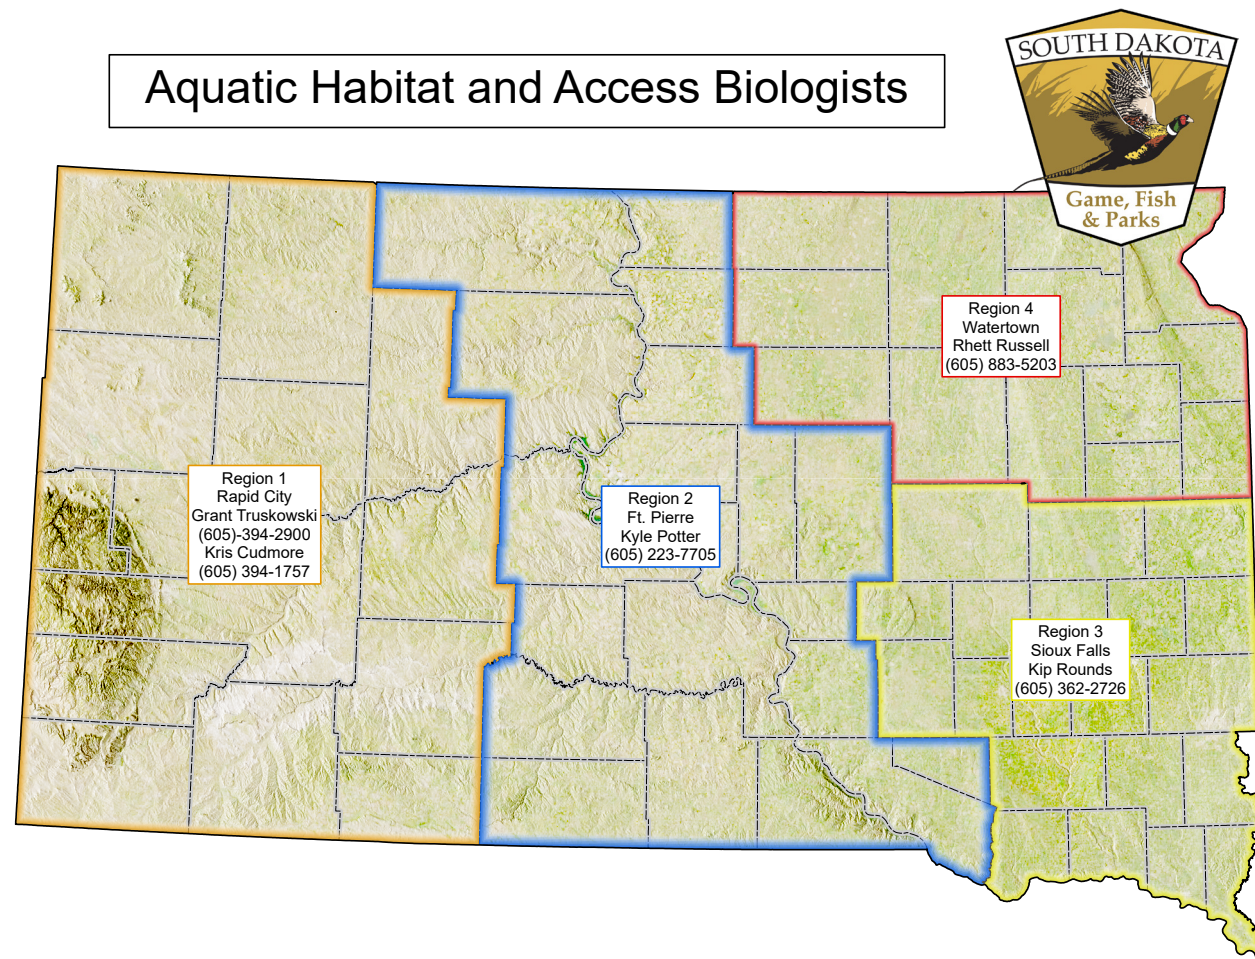 SOUTH DAKOTA
Aquatic Habitat and Access Biologists
Game, Fish
& Parks
Region 4
Watertown
Rhett Russell
(605) 883-5203
Region 1
Rapid City
Grant Truskowski
(605)-394-2900
Kris Cudmore
(605) 394-1757
Region 2
Ft. Pierre
Kyle Potter
(605) 223-7705
Region 3
Sioux Falls
Kip Rounds
(605) 362-2726